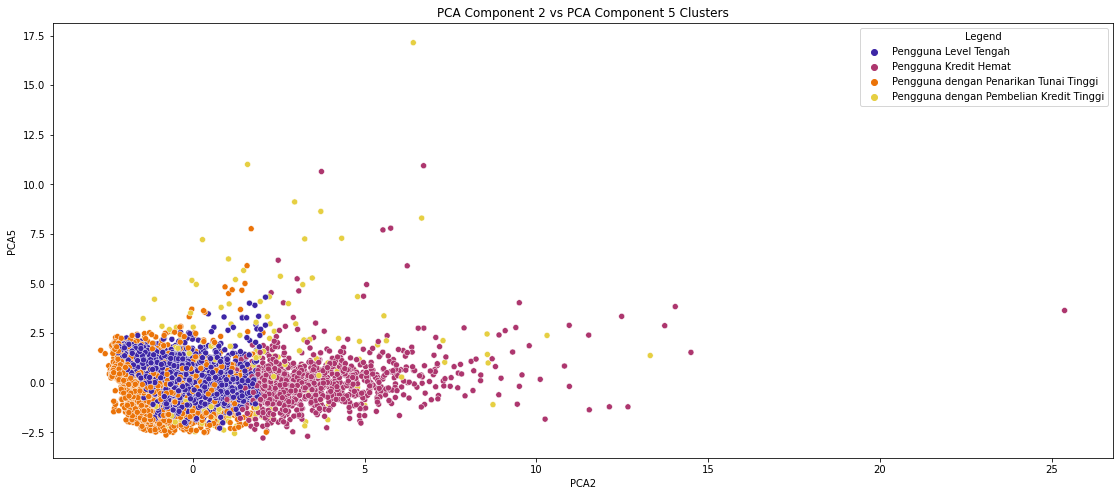 PCA Component 2 vs PCA Component 5 Clusters
Legend
Pengguna Level Tengah
Pengguna Kredit Hemat
Pengguna dengan Penarikan Tunai Tinggi
Pengguna dengan Pembelian Kredit Tinggi
17.5
15.0
12.5
10.0
7.5
5.0
2.5
0.0
−2.5
PCA5
0
5
10
15
20
25
PCA2